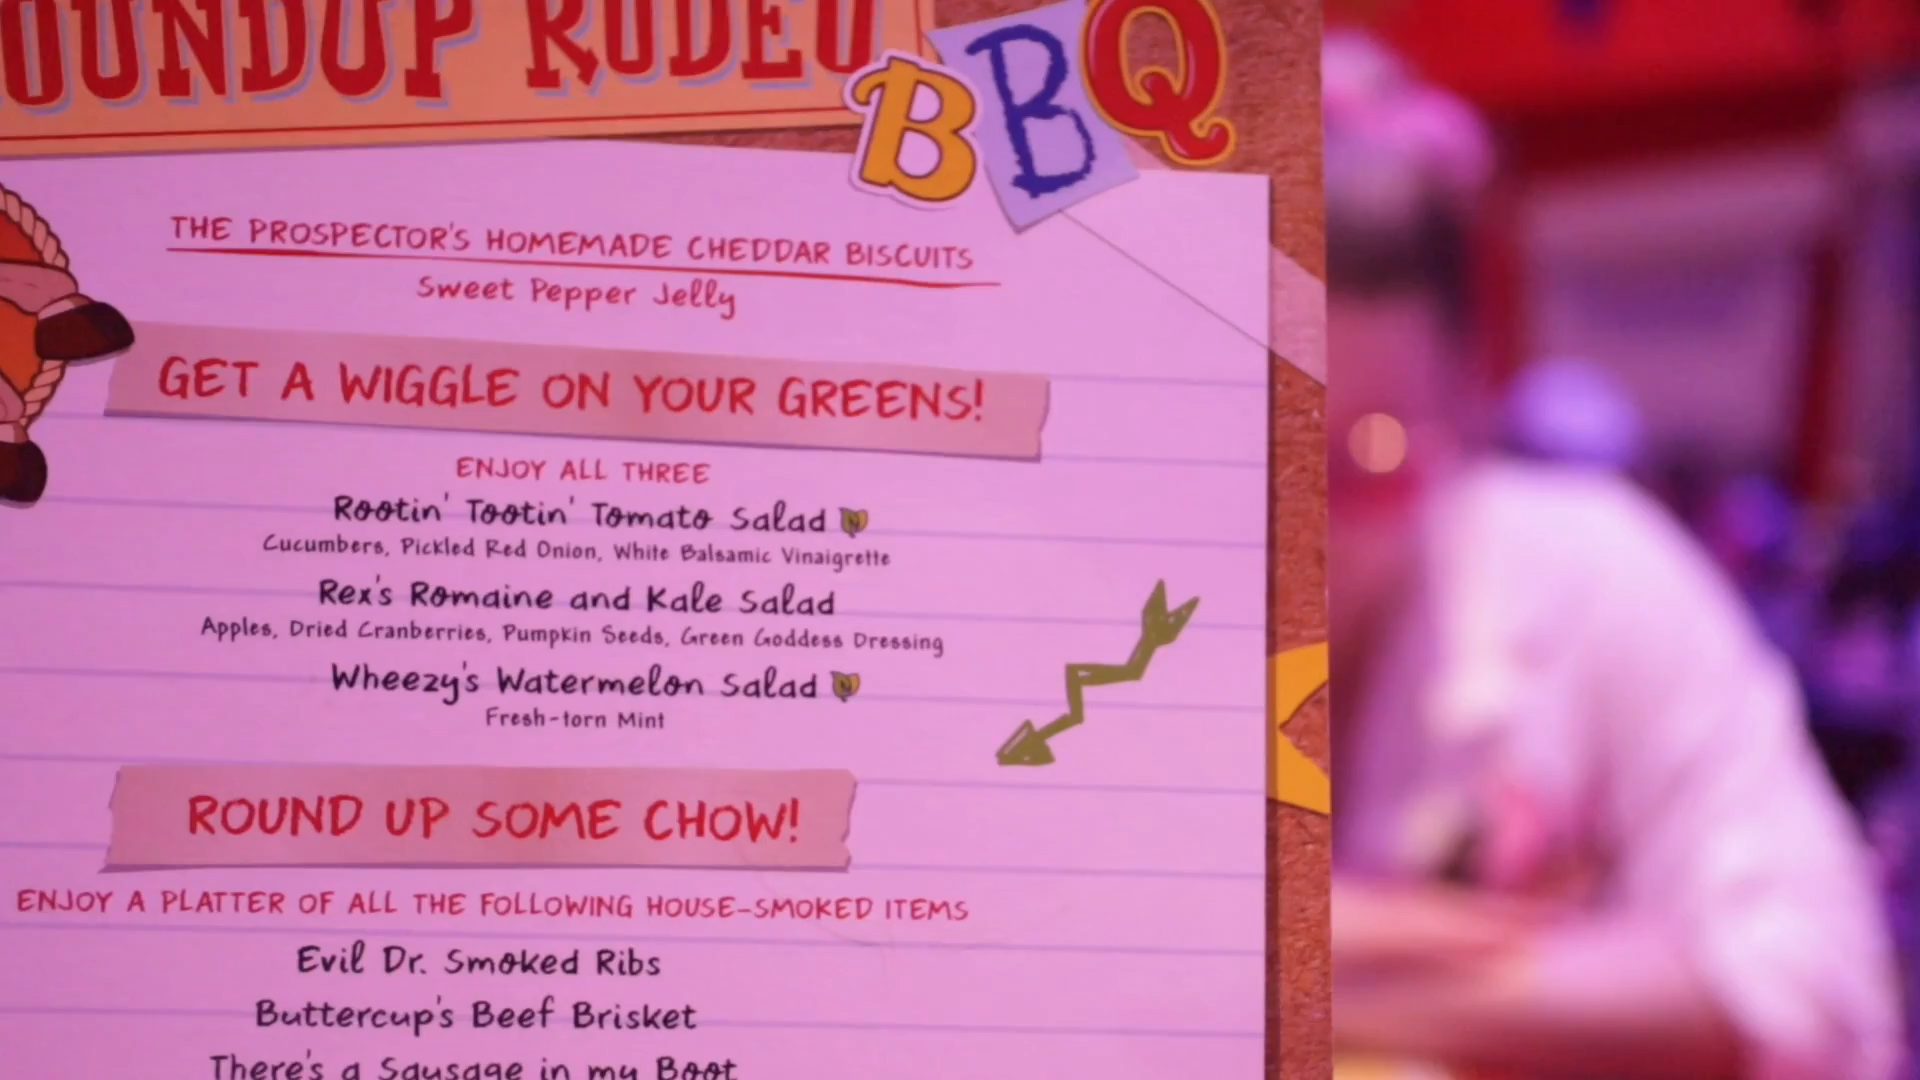 OUNDUP RODEO
BBQ
THE PROSPECTOR'S HOMEMADE CHEDDAR BISCUITS
Sweet Pepper Jelly
GET A WIGGLE ON YOUR GREENS!
ENJOY ALL THREE
Rootin' Tootin' Tomato Salad
Cucumbers, Pickled Red Onion, White Balsamic Vinaigrette
Rex's Romaine and Kale Salad
Apples, Dried Cranberries, Pumpkin Seeds, Green Goddess Dressing
Wheezy's Watermelon Salad
Fresh-torn Mint
ROUND UP SOME CHOW!
ENJOY A PLATTER OF ALL THE FOLLOWING HOUSE-SMOKED ITEMS
Evil Dr. Smoked Ribs
Buttercup's Beef Brisket
There's a Sausage in my Boot